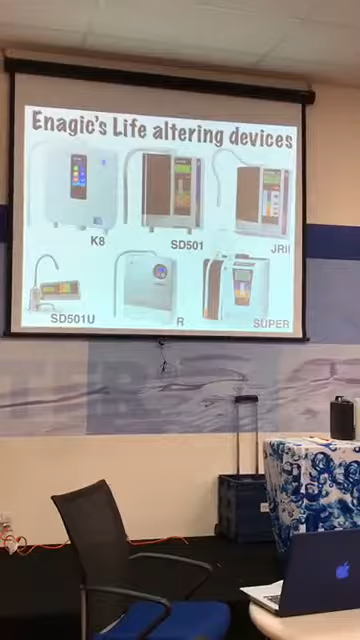 Enagic's Life altering devices
K8
SD501
JRII
SD501U
R
SUPER